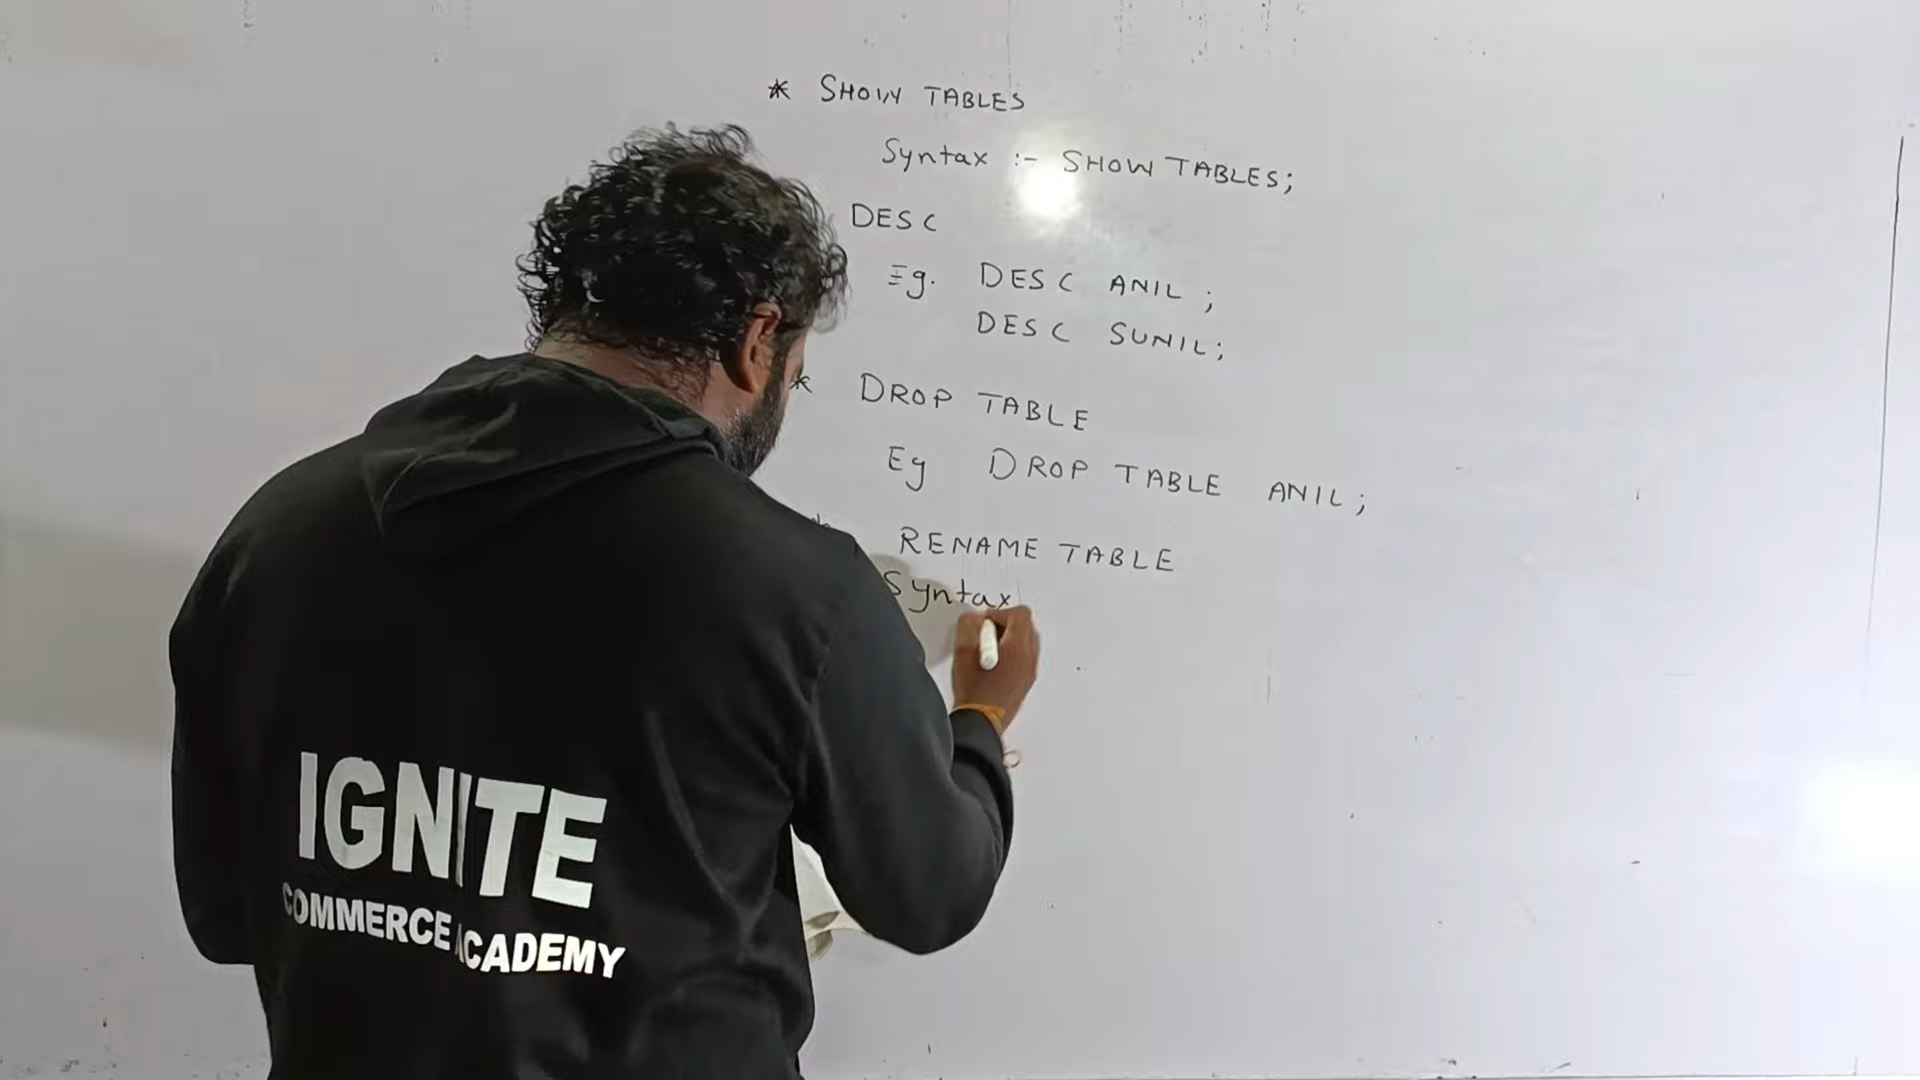 * SHOW TABLES
Syntax :- SHOW TABLES;
DESC
Eg. DESC ANIL ;
DESC SUNIL;
* DROP TABLE
Eg DROP TABLE ANIL;
RENAME TABLE
Syntax
IGNITE
COMMERCE ACADEMY